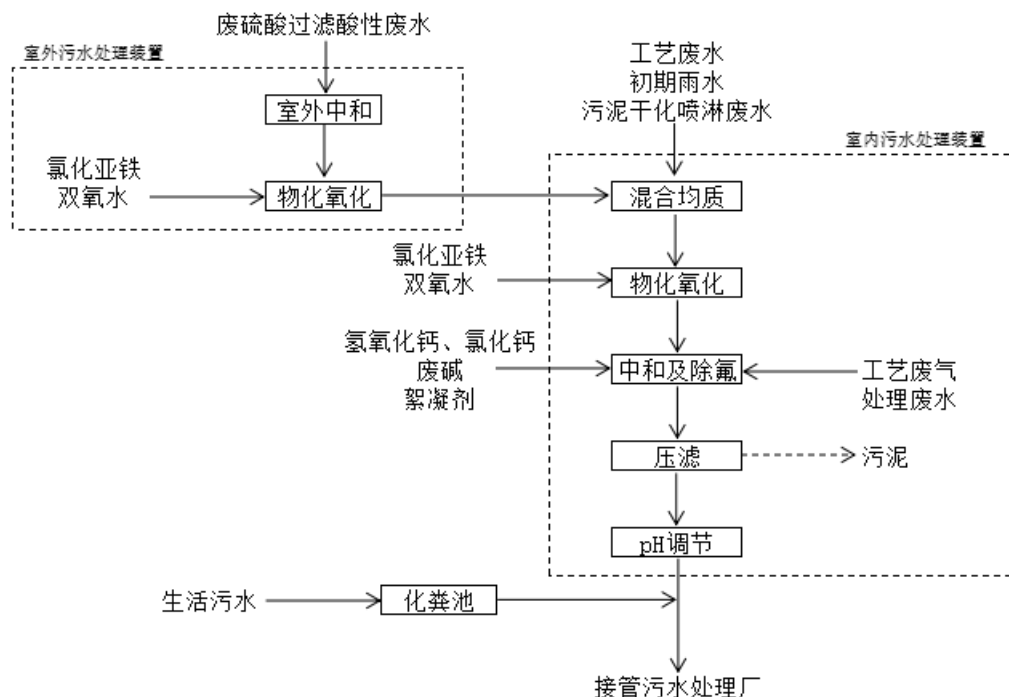 废硫酸过滤酸性废水
室外污水处理装置
室外中和
氯化亚铁
双氧水
物化氧化
工艺废水
初期雨水
污泥干化喷淋废水
室内污水处理装置
混合均质
氯化亚铁
双氧水
物化氧化
氢氧化钙、氯化钙
废碱
絮凝剂
中和及除氟
工艺废气
处理废水
压滤
污泥
pH调节
生活污水
化粪池
接管污水处理厂